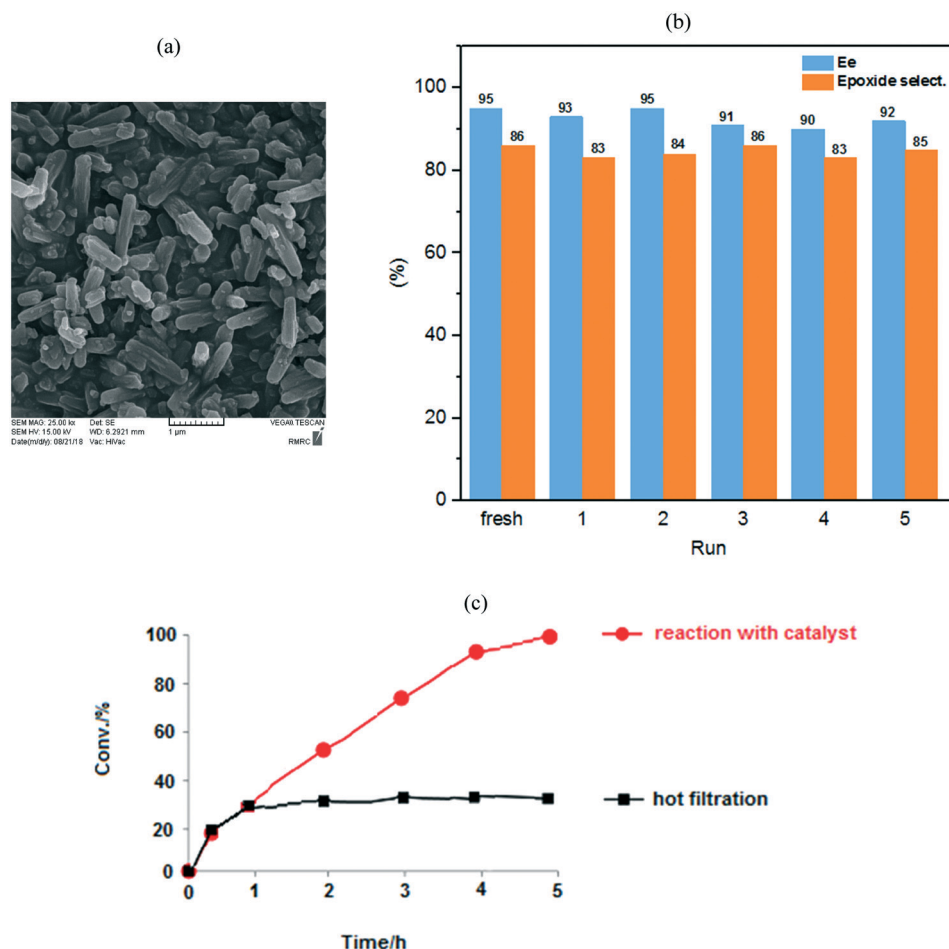 (a)
SEM MAG: 25.00 kx Det: SE
SEM HV: 15.00 kV WD: 6.2921 mm
Date(m/dy): 08/21/18 Vac: HiVac
1 µm
VEGA\\ TESCAN
RMRC
(b)
Ee
Epoxide select.
100
80
60
40
20
0
(%)
95 86 93 83 95 84 91 86 90 83 92 85
fresh 1 2 3 4 5
Run
(c)
100
80
60
40
20
0
Conv./%
reaction with catalyst
hot filtration
0 1 2 3 4 5
Time/h